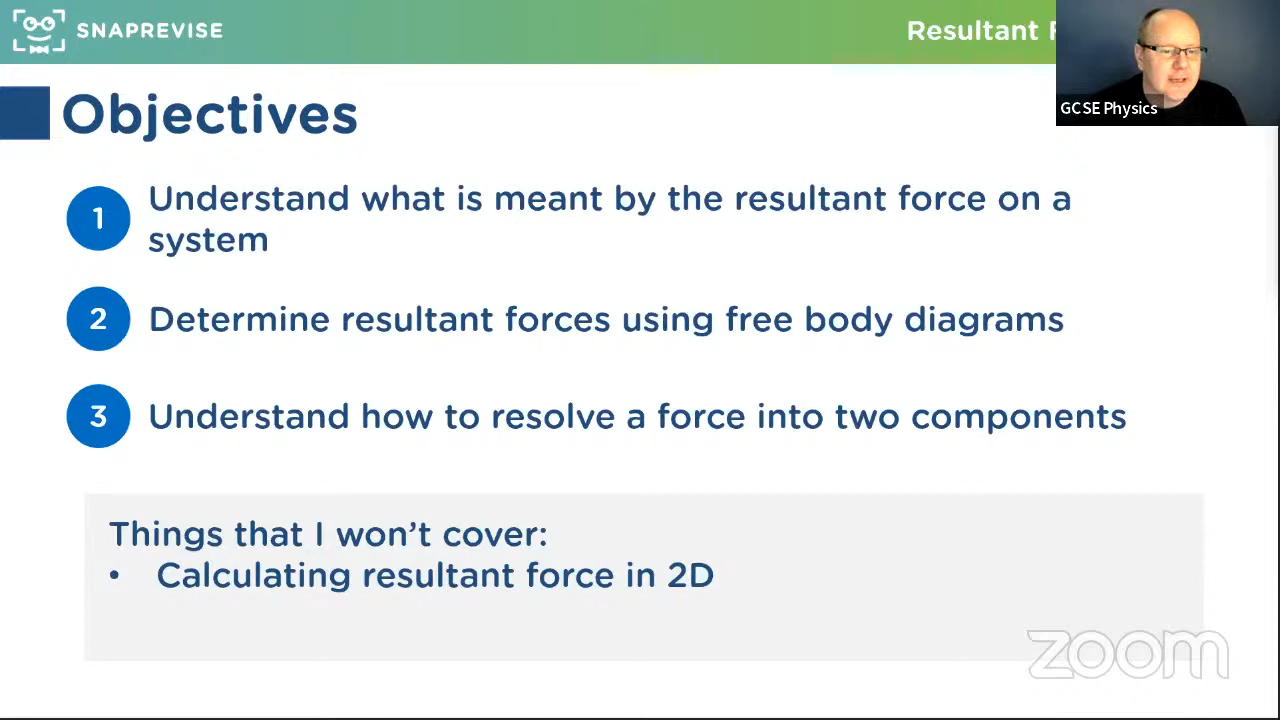 SNAPREVISE
Resultant
GCSE Physics
Objectives
1
Understand what is meant by the resultant force on a
system
2
Determine resultant forces using free body diagrams
3
Understand how to resolve a force into two components
Things that I won't cover:
• Calculating resultant force in 2D
zoom